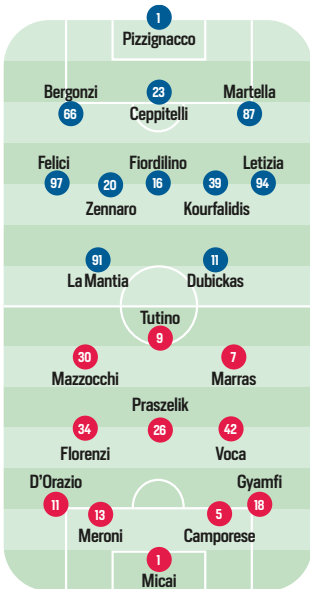 1
Pizzignacco
Bergonzi
23
Martella
66
Ceppitelli
87
Felici
Fiordilino
Letizia
97
20
16
39
94
Zennaro
Kourfalidis
91
11
La Mantia
Dubickas
Tutino
9
30
7
Mazzocchi
Marras
Praszelik
34
26
42
Florenzi
Voca
D'Orazio
Gyamfi
11
13
5
18
Meroni
Camporese
1
Micai